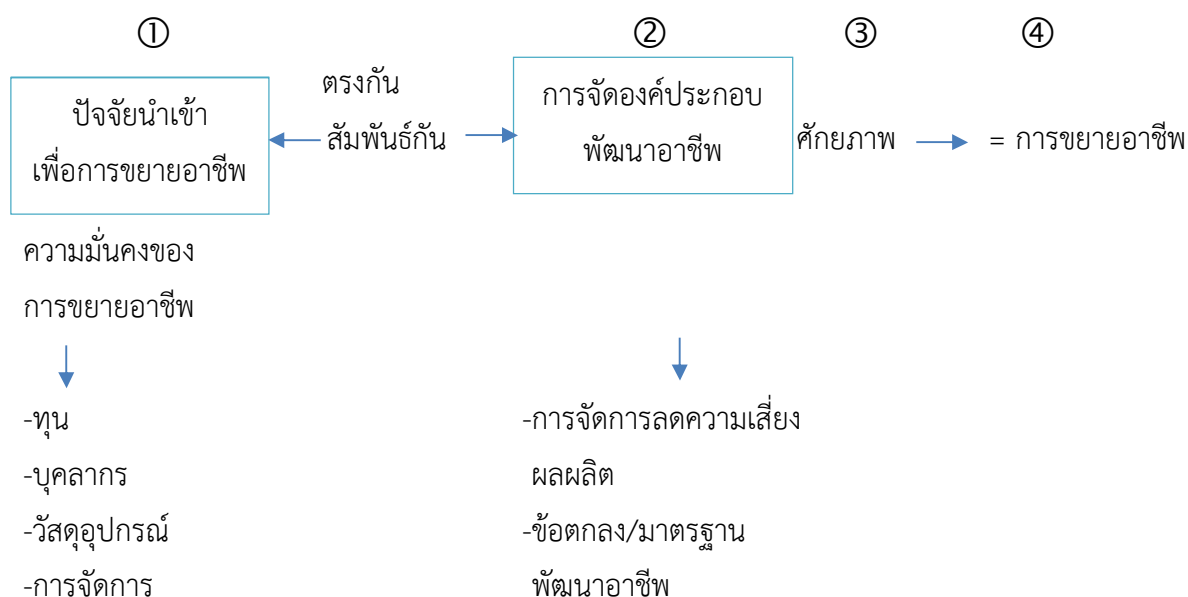 ① ② ③ ④
ปัจจัยนำเข้า
เพื่อการขยายอาชีพ
ตรงกัน
สัมพันธ์กัน
การจัดองค์ประกอบ
พัฒนาอาชีพ
ศักยภาพ
= การขยายอาชีพ
ความมั่นคงของ
การขยายอาชีพ
-ทุน
-บุคลากร
-วัสดุอุปกรณ์
-การจัดการ
-การจัดการลดความเสี่ยง
ผลผลิต
-ข้อตกลง/มาตรฐาน
พัฒนาอาชีพ